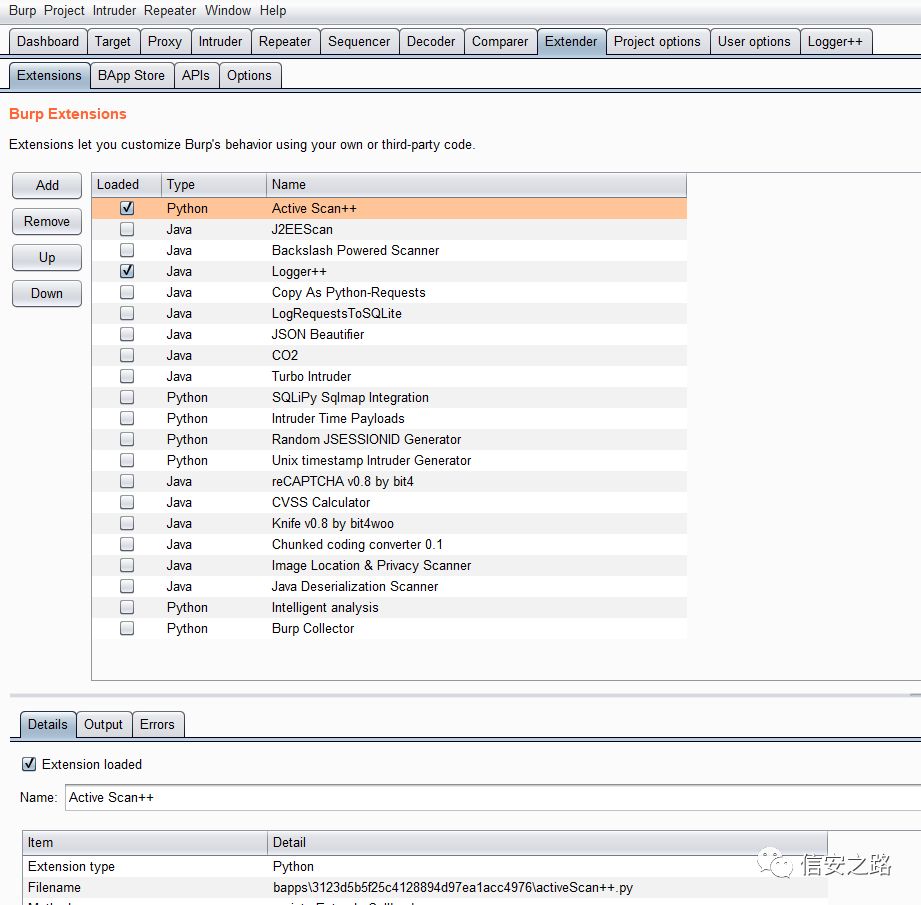 Burp Project Intruder Repeater Window Help
Dashboard Target Proxy Intruder Repeater Sequencer Decoder Comparer Extender Project options User options Logger++
Extensions BApp Store APIs Options
Burp Extensions
Extensions let you customize Burp's behavior using your own or third-party code.
Add
Remove
Up
Down
Loaded Type Name
Python Active Scan++
Java J2EEScan
Java Backslash Powered Scanner
Java Logger++
Java Copy As Python-Requests
Java LogRequestsToSQLite
Java JSON Beautifier
Java CO2
Java Turbo Intruder
Python SQLiPy Sqlmap Integration
Python Intruder Time Payloads
Python Random JSESSIONID Generator
Python Unix timestamp Intruder Generator
Java reCAPTCHA v0.8 by bit4
Java CVSS Calculator
Java Knife v0.8 by bit4woo
Java Chunked coding converter 0.1
Java Image Location & Privacy Scanner
Java Java Deserialization Scanner
Python Intelligent analysis
Python Burp Collector
Details Output Errors
Extension loaded
Name: Active Scan++
Item Detail
Extension type Python
Filename bapps\3123d5b5f25c4128894d97ea1acc4976\activeScan++.py
信安之路